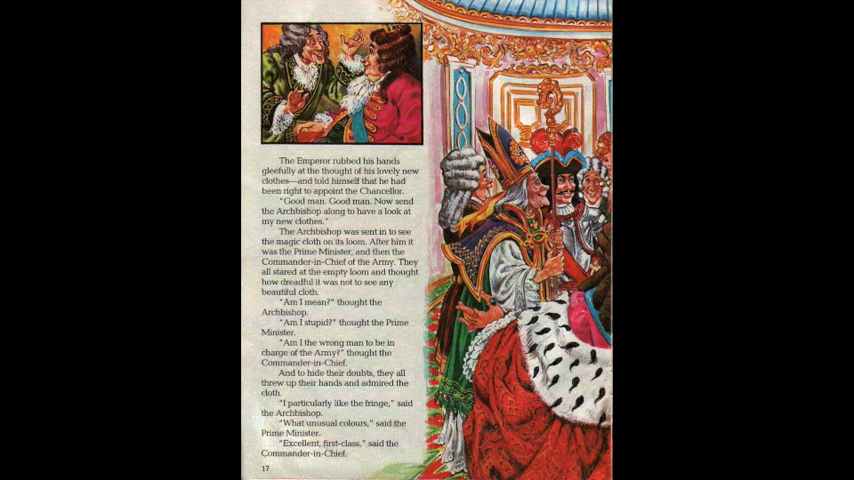 The Emperor rubbed his hands
gleefully at the thought of his lovely new
clothes—and told himself that he had
been right to appoint the Chancellor.
"Good man. Good man. Now send
the Archbishop along to have a look at
my new clothes."
The Archbishop was sent in to see
the magic cloth on its loom. After him it
was the Prime Minister, and then the
Commander-in-Chief of the Army. They
all stared at the empty loom and thought
how dreadful it was not to see any
beautiful cloth.
"Am I mean?" thought the
Archbishop.
"Am I stupid?" thought the Prime
Minister.
"Am I the wrong man to be in
charge of the Army?" thought the
Commander-in-Chief.
And to hide their doubts, they all
threw up their hands and admired the
cloth.
"I particularly like the fringe," said
the Archbishop.
"What unusual colours," said the
Prime Minister.
"Excellent, first-class," said the
Commander-in-Chief.
17